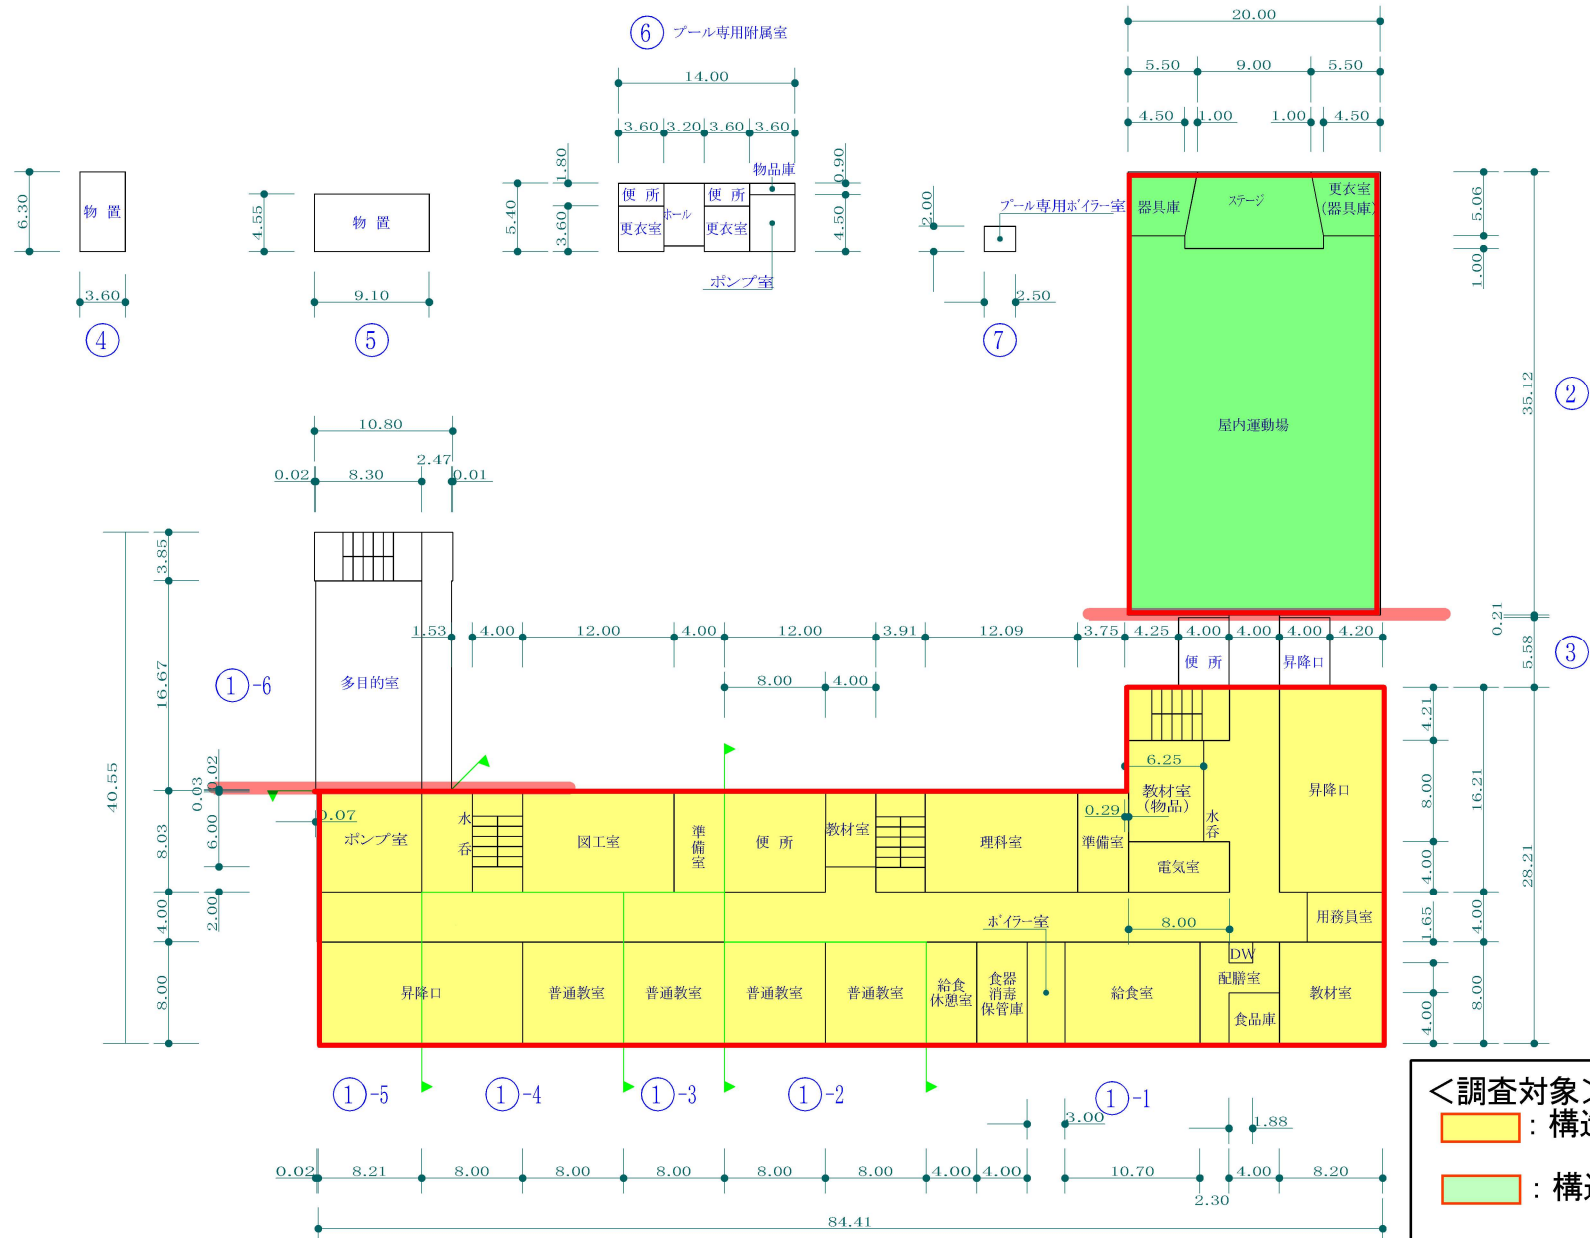 ⑥ プール専用附属室
20.00
5.50 9.00 5.50
14.00
4.50 1.00 1.00 4.50
3.60 3.20 3.60 3.60
1.80
5.40
3.60
0.90
4.50
物品庫
便 所
ホール
便 所
更衣室
更衣室
ポンプ室
6.30
物 置
3.60
④
4.55
物 置
9.10
⑤
2.00
プール専用ボイラー室
2.50
⑦
器具庫
ステージ
更衣室
(器具庫)
5.06
1.00
35.12
②
屋内運動場
10.80
2.47
0.02 8.30 0.01
3.85
16.67
40.55
①-6
多目的室
1.53 4.00 12.00 4.00 12.00 3.91 12.09 3.75 4.25 4.00 4.00 4.00 4.20
8.00 4.00
0.21
5.58
③
便 所
昇降口
0.02
0.03
6.00
8.03
2.00
4.00
8.00
0.07
ポンプ室
水呑
図工室
準備室
便 所
教材室
理科室
準備室
0.29
6.25
教材室
(物品)
水呑
電気室
昇降口
4.21
8.00
16.21
4.00
28.21
8.00
ボイラー室
用務員室
1.65
4.00
昇降口
普通教室
普通教室
普通教室
普通教室
給食
休憩室
食器
消毒
保管庫
給食室
DW
配膳室
食品庫
教材室
4.00
8.00
①-5
①-4
①-3
①-2
①-1
3.00
1.88
0.02 8.21 8.00 8.00 8.00 8.00 8.00 4.00 4.00 10.70 4.00 8.20
2.30
84.41
＜調査対象＞
：構造
：構造